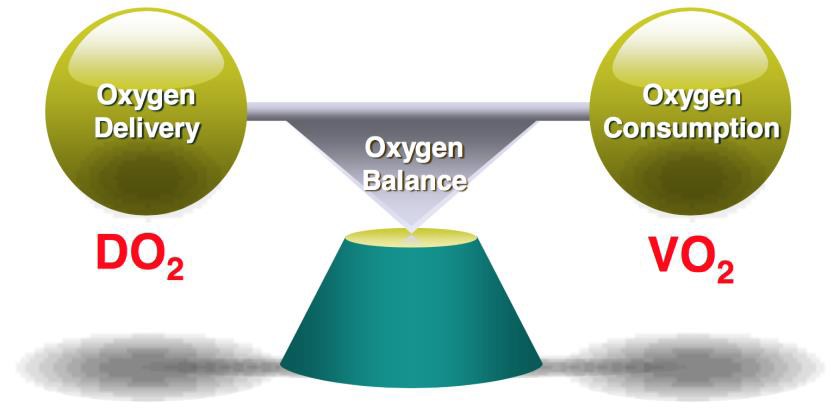 Oxygen
Delivery
Oxygen
Balance
Oxygen
Consumption
DO₂
VO₂